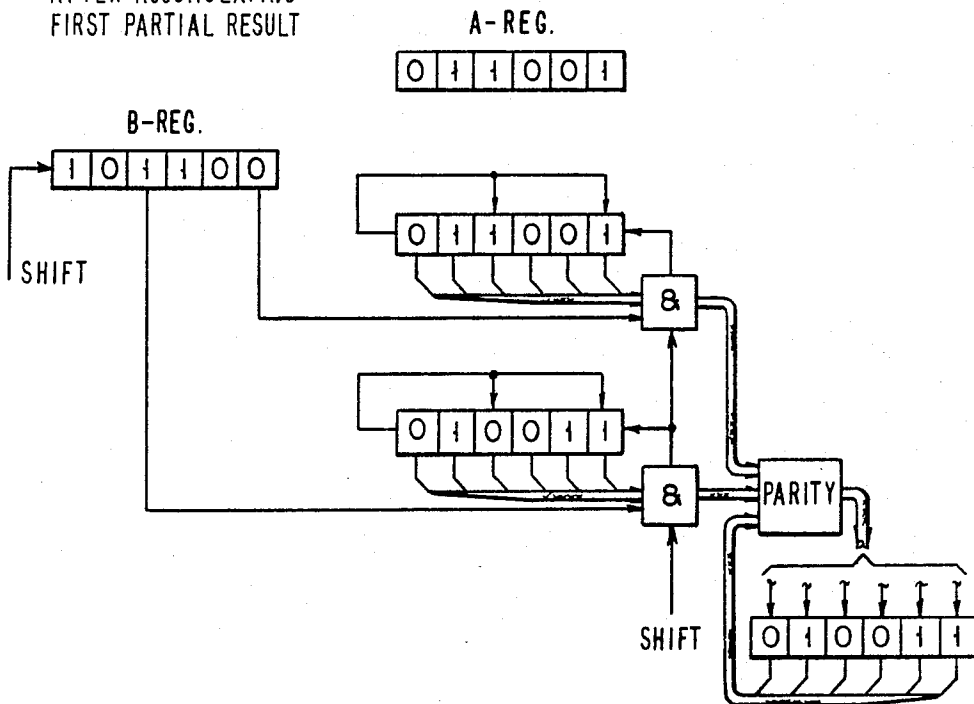 FIRST PARTIAL RESULT
A-REG.
0 1 1 0 0 1
B-REG.
1 0 1 1 0 0
0 1 1 0 0 1
SHIFT
&
0 1 0 0 1 1
&
PARITY
SHIFT
0 1 0 0 1 1